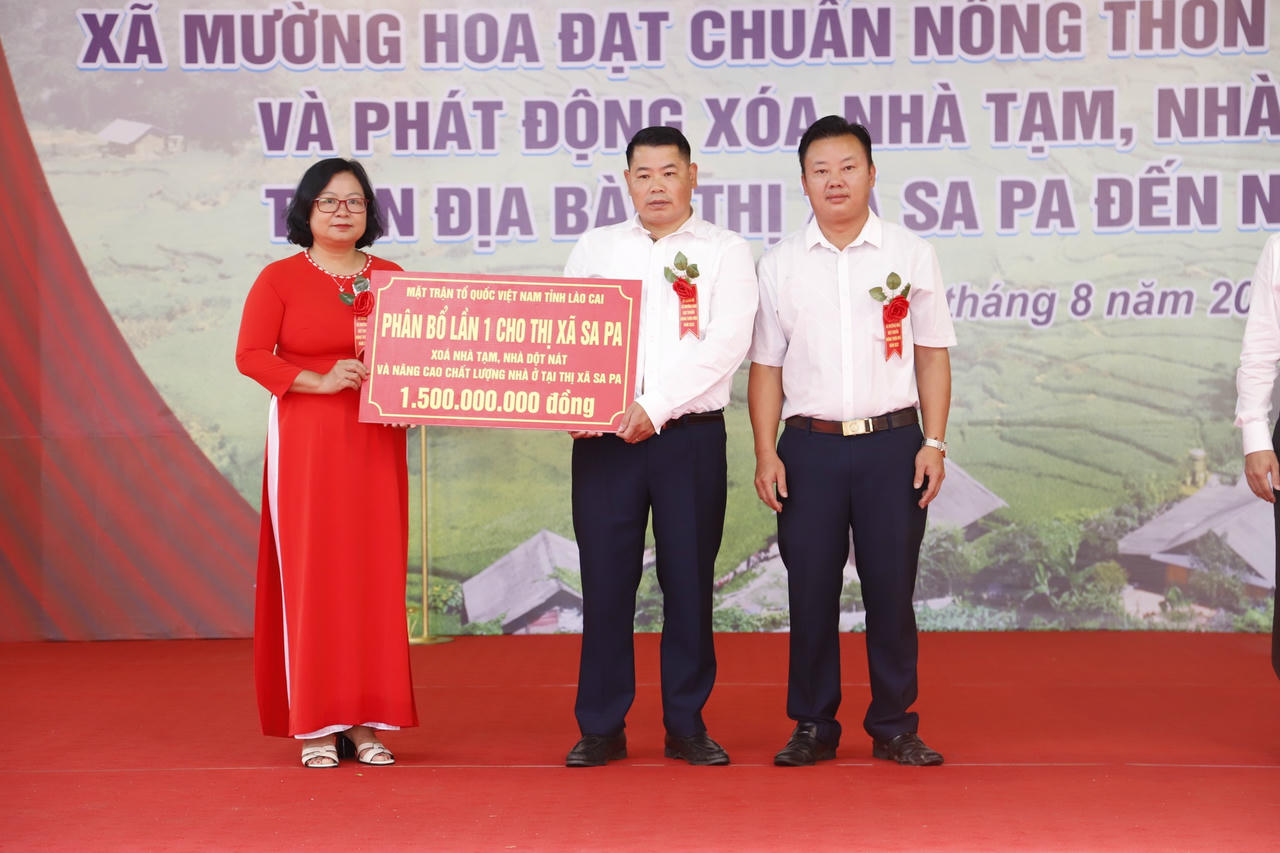 XÃ MƯỜNG HOA ĐẠT CHUẨN NÔNG THÔN
VÀ PHÁT ĐỘNG XÓA NHÀ TẠM, NHÀ
ĐỊA THỊ XÃ SA PA ĐẾN
tháng 8 năm
MẶT TRẬN TỔ QUỐC VIỆT NAM TỈNH LÀO CAI
PHÂN BỔ LẦN 1 CHO THỊ XÃ SA PA
XOÁ NHÀ TẠM, NHÀ DỘT NÁT
VÀ NÂNG CAO CHẤT LƯỢNG NHÀ Ở TẠI THỊ XÃ SA PA
1.500.000.000 đồng